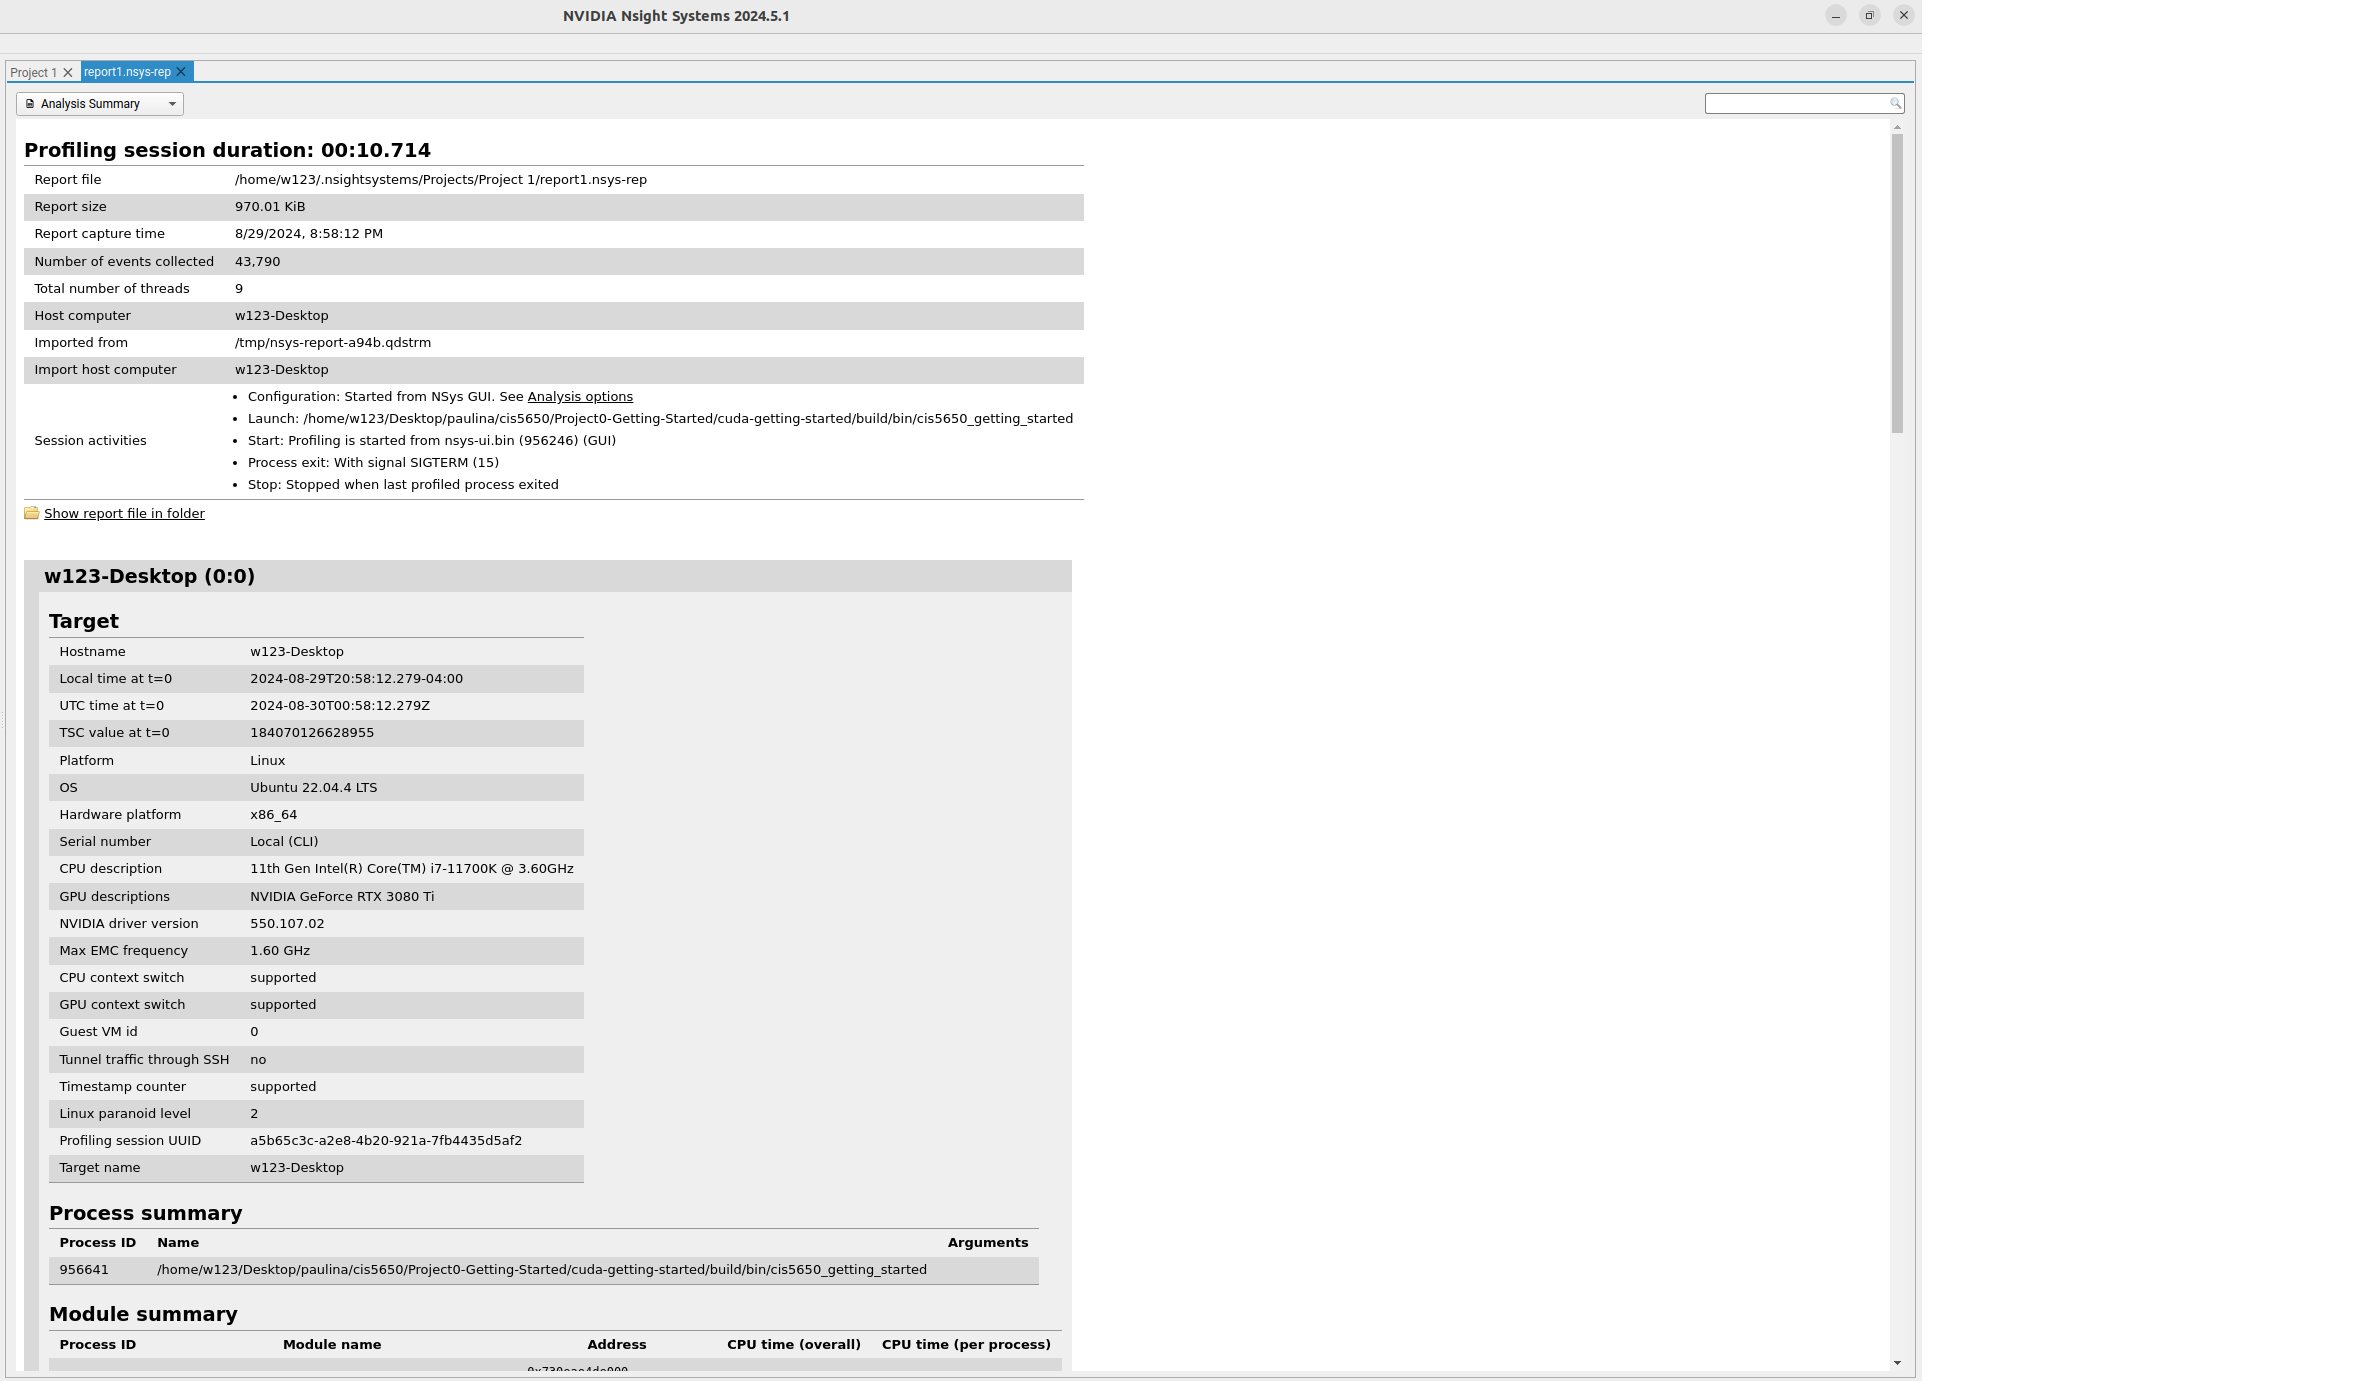 NVIDIA Nsight Systems 2024.5.1
Project 1
report1.nsys-rep
Analysis Summary
Profiling session duration: 00:10.714
Report file /home/w123/.nsightsystems/Projects/Project 1/report1.nsys-rep
Report size 970.01 KiB
Report capture time 8/29/2024, 8:58:12 PM
Number of events collected 43,790
Total number of threads 9
Host computer w123-Desktop
Imported from /tmp/nsys-report-a94b.qdstrm
Import host computer w123-Desktop
Session activities
• Configuration: Started from NSys GUI. See Analysis options
• Launch: /home/w123/Desktop/paulina/cis5650/Project0-Getting-Started/cuda-getting-started/build/bin/cis5650_getting_started
• Start: Profiling is started from nsys-ui.bin (956246) (GUI)
• Process exit: With signal SIGTERM (15)
• Stop: Stopped when last profiled process exited
Show report file in folder
w123-Desktop (0:0)
Target
Hostname w123-Desktop
Local time at t=0 2024-08-29T20:58:12.279-04:00
UTC time at t=0 2024-08-30T00:58:12.279Z
TSC value at t=0 184070126628955
Platform Linux
OS Ubuntu 22.04.4 LTS
Hardware platform x86_64
Serial number Local (CLI)
CPU description 11th Gen Intel(R) Core(TM) i7-11700K @ 3.60GHz
GPU descriptions NVIDIA GeForce RTX 3080 Ti
NVIDIA driver version 550.107.02
Max EMC frequency 1.60 GHz
CPU context switch supported
GPU context switch supported
Guest VM id 0
Tunnel traffic through SSH no
Timestamp counter supported
Linux paranoid level 2
Profiling session UUID a5b65c3c-a2e8-4b20-921a-7fb4435d5af2
Target name w123-Desktop
Process summary
Process ID Name Arguments
956641 /home/w123/Desktop/paulina/cis5650/Project0-Getting-Started/cuda-getting-started/build/bin/cis5650_getting_started
Module summary
Process ID Module name Address CPU time (overall) CPU time (per process)